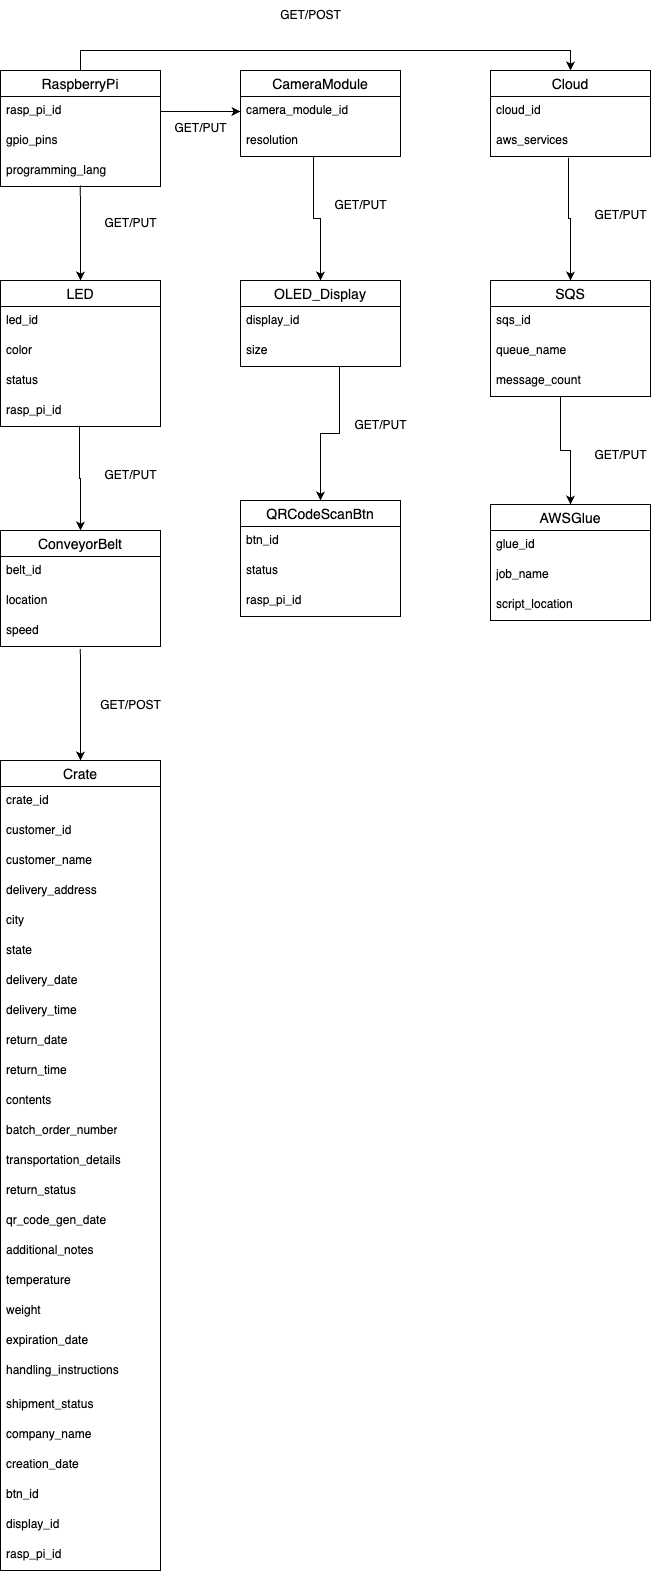 GET/POST
RaspberryPi
rasp_pi_id
gpio_pins
programming_lang
GET/PUT
CameraModule
camera_module_id
resolution
Cloud
cloud_id
aws_services
GET/PUT
GET/PUT
GET/PUT
LED
led_id
color
status
rasp_pi_id
OLED_Display
display_id
size
SQS
sqs_id
queue_name
message_count
GET/PUT
GET/PUT
GET/PUT
ConveyorBelt
belt_id
location
speed
QRCodeScanBtn
btn_id
status
rasp_pi_id
AWSGlue
glue_id
job_name
script_location
GET/POST
Crate
crate_id
customer_id
customer_name
delivery_address
city
state
delivery_date
delivery_time
return_date
return_time
contents
batch_order_number
transportation_details
return_status
qr_code_gen_date
additional_notes
temperature
weight
expiration_date
handling_instructions
shipment_status
company_name
creation_date
btn_id
display_id
rasp_pi_id